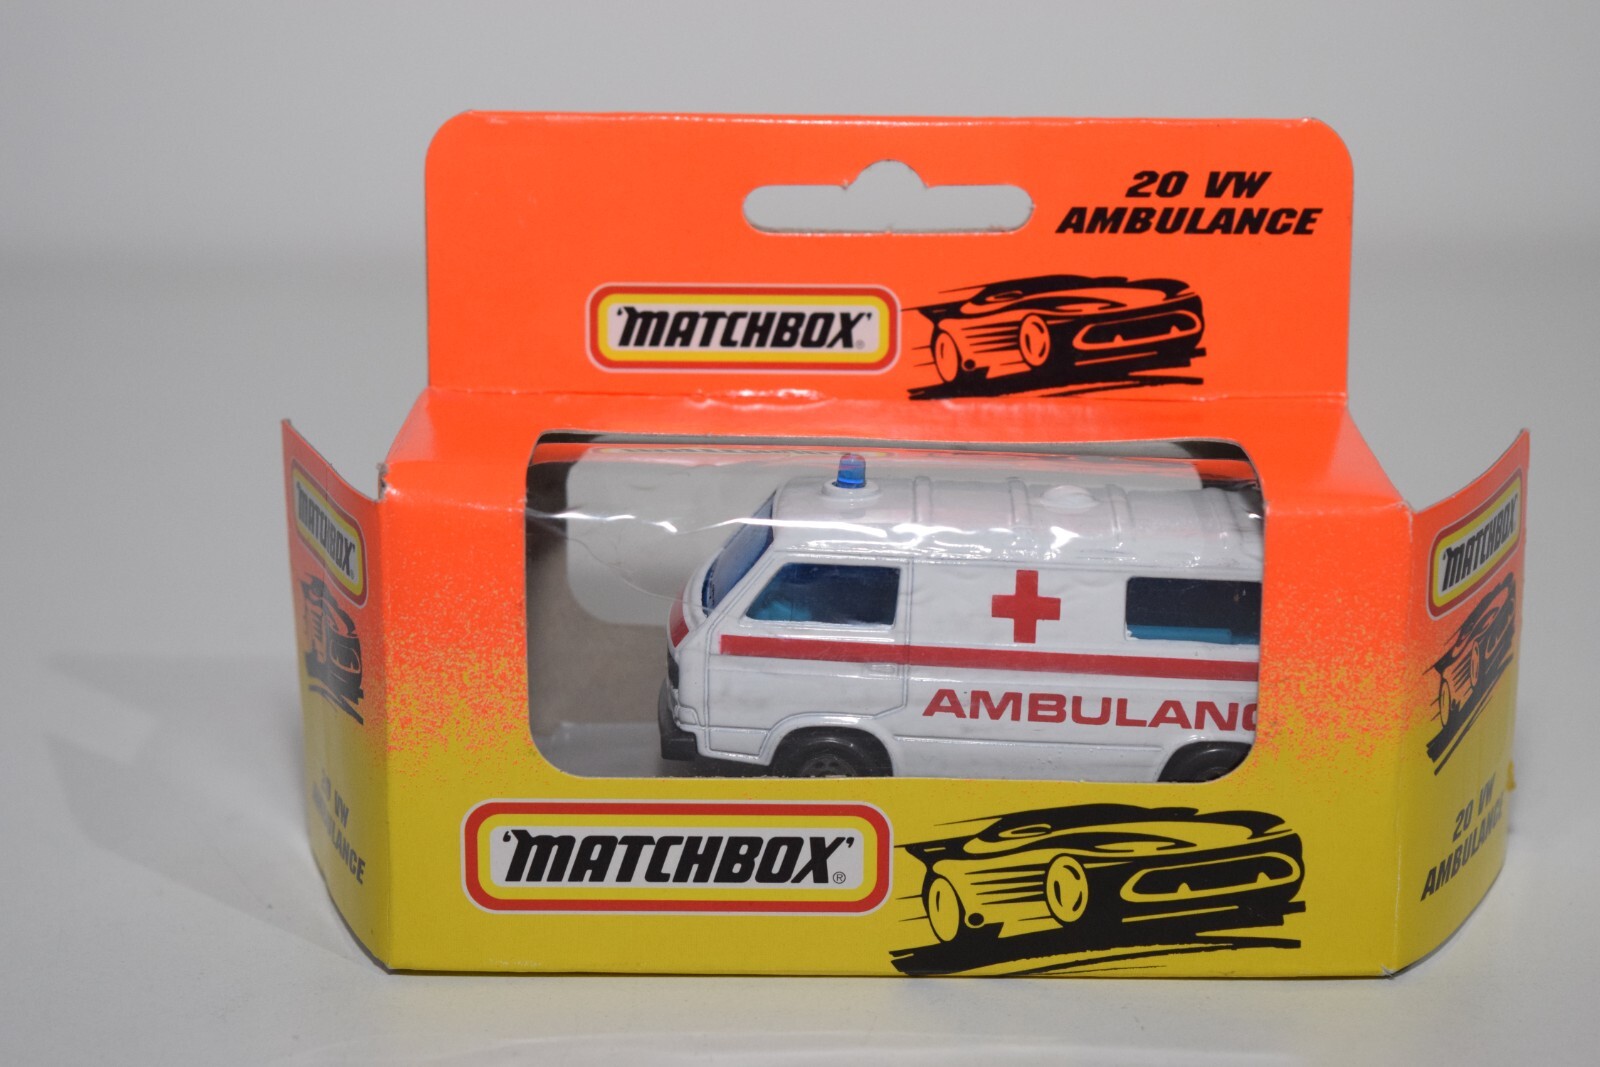 20 VW
AMBULANCE
'MATCHBOX'®
AMBULANC
'MATCHBOX'®
MATCHBOX'
20 VW
AMBULANCE
'MATCHBOX'
20 VW
AMBULANCE